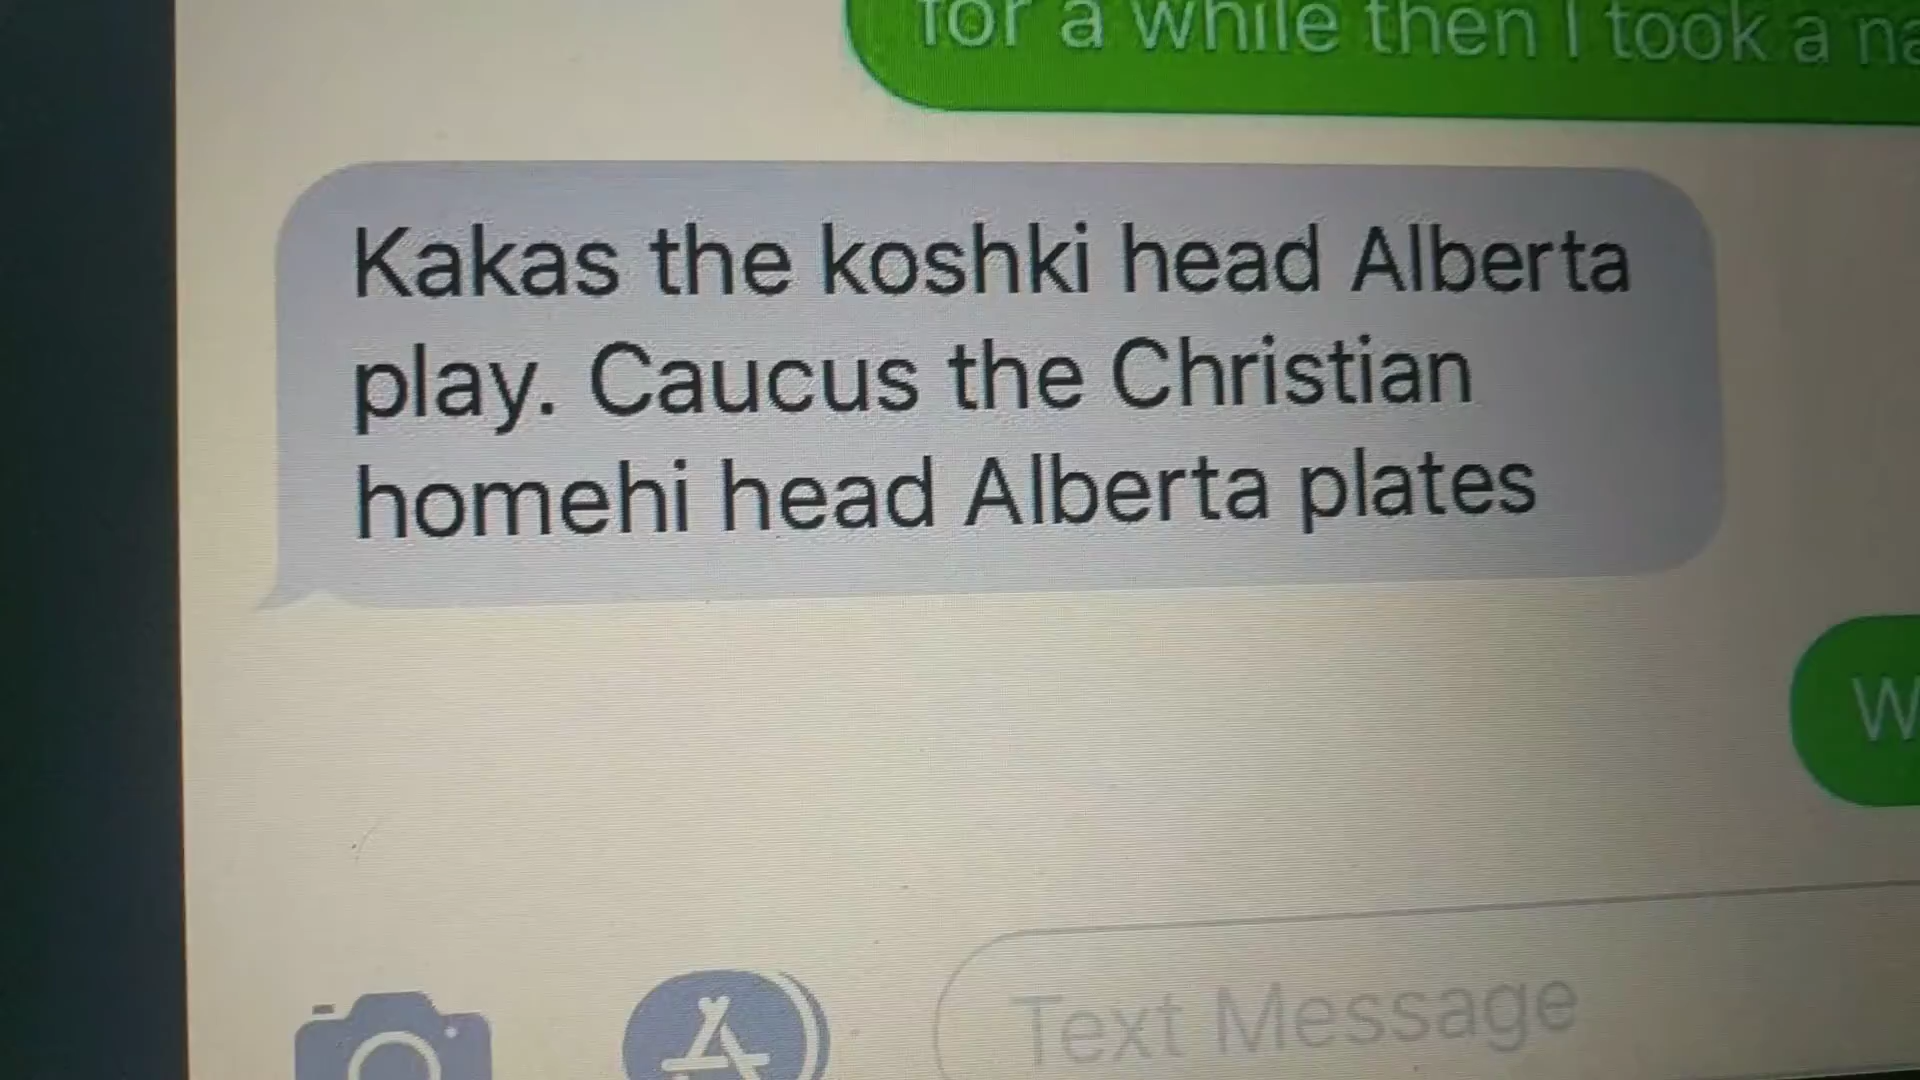 for a while then I took a
Kakas the koshki head Alberta
play. Caucus the Christian
homehi head Alberta plates
Text Message